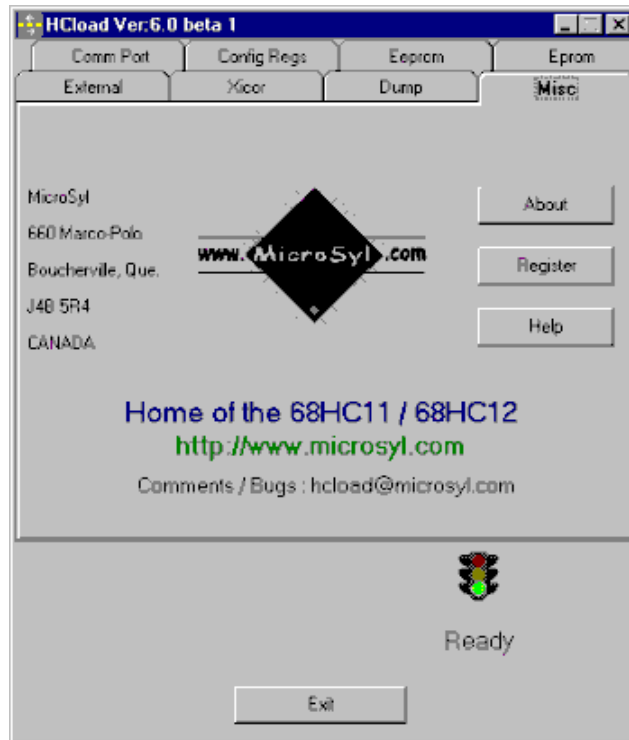 HCload Ver:6.0 beta 1
Comm Port Config Regs Eeprom Eprom
External Xicor Dump Misc
MicroSyl
660 Marco-Polo
Boucherville, Que.
J4B 5R4
CANADA
www.MicroSyl.com
About
Register
Help
Home of the 68HC11 / 68HC12
http://www.microsyl.com
Comments / Bugs : hcload@microsyl.com
Ready
Exit